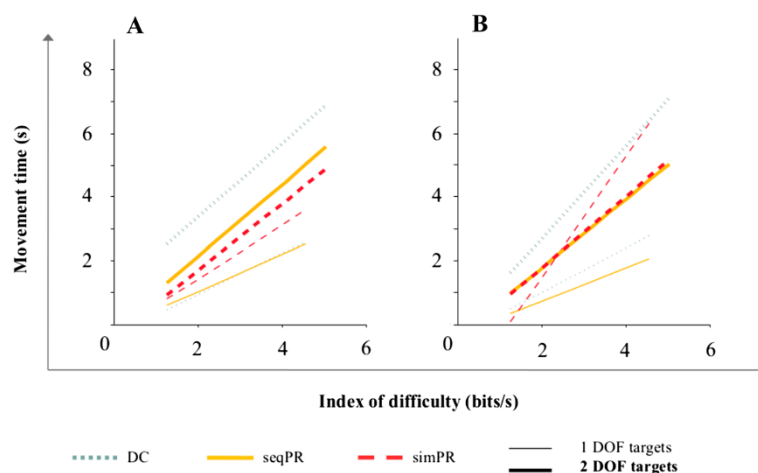 A
B
8
6
4
2
0
2
4
6
8
6
4
2
0
2
4
6
Movement time (s)
Index of difficulty (bits/s)
DC
seqPR
simPR
1 DOF targets
2 DOF targets